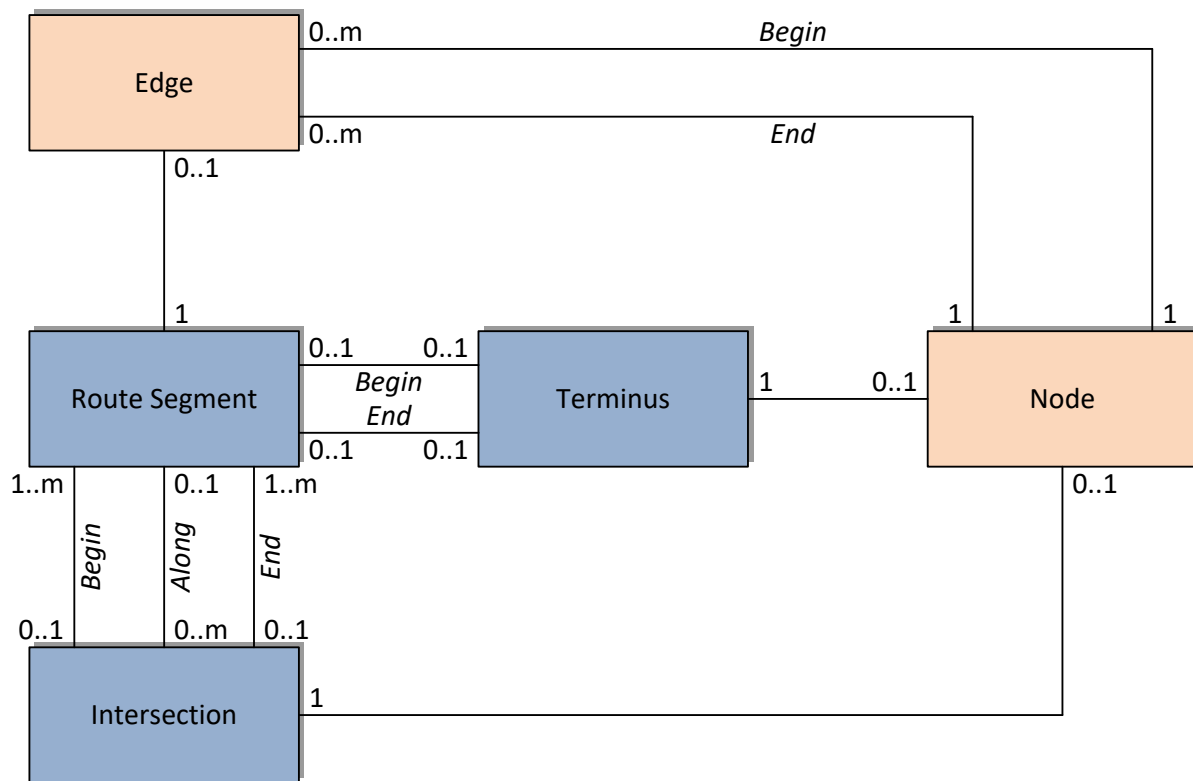 0..m
Begin
Edge
0..m
End
0..1
1
1
1
0..1
0..1
Route Segment
Begin
End
Terminus
1
0..1
Node
0..1
0..1
1..m
0..1
1..m
0..1
Begin
Along
End
0..1
0..m
0..1
Intersection
1